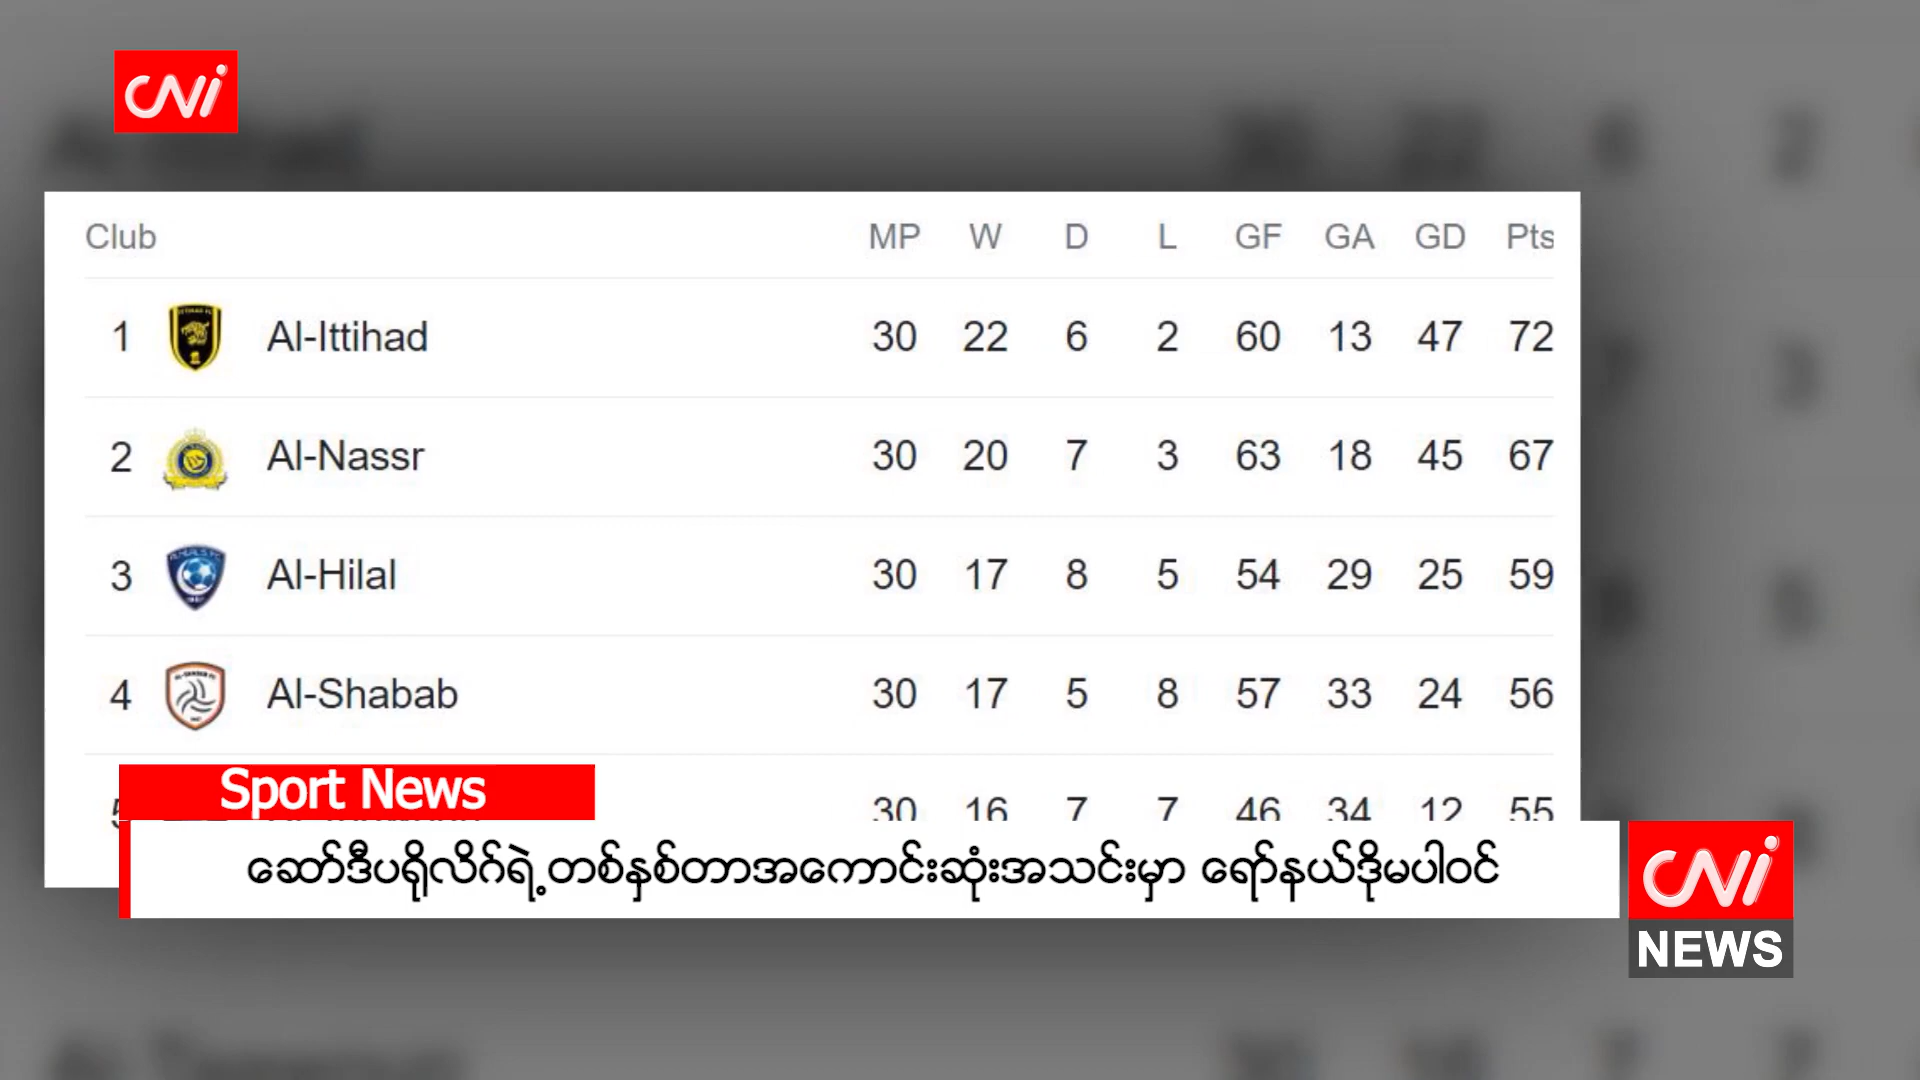 CNi
Club MP W D L GF GA GD Pts
1 Al-Ittihad 30 22 6 2 60 13 47 72
2 Al-Nassr 30 20 7 3 63 18 45 67
3 Al-Hilal 30 17 8 5 54 29 25 59
4 Al-Shabab 30 17 5 8 57 33 24 56
5 30 16 7 7 46 34 12 55
Sport News
ဆော်ဒီပရိုလိဂ်ရဲ့တစ်နှစ်တာအကောင်းဆုံးအသင်းမှာ ရော်နယ်ဒိုမပါဝင်
CNi
NEWS